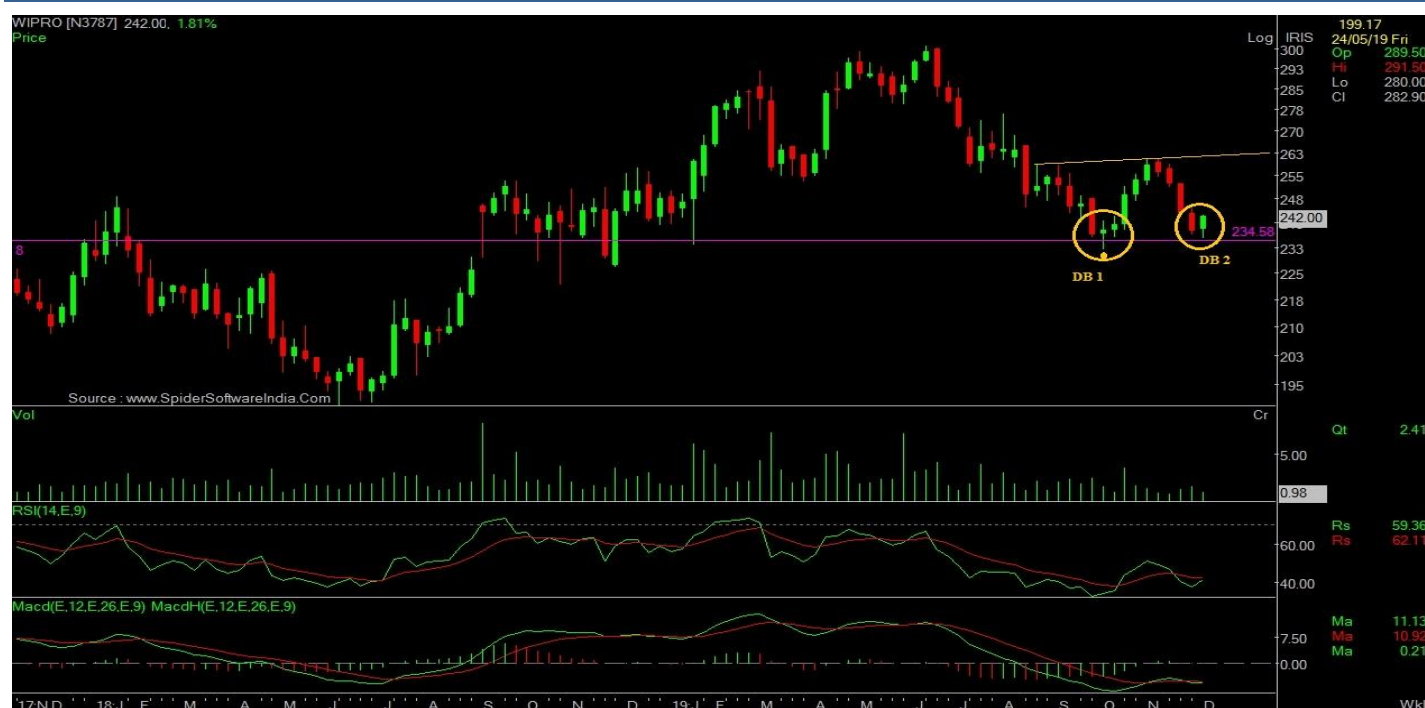 WIPRO [N3787] 242.00, 1.81%
Price
Log
IRIS
199.17
24/05/19 Fri
Op 289.50
Hi 291.50
Lo 280.00
Cl 282.90
300
293
285
278
270
263
255
248
242.00
234.58
233
225
218
210
203
195
8
DB 1
DB 2
Source : www.SpiderSoftwareIndia.Com
Vol
Cr
Qt 2.41
5.00
0.98
RSI(14,E,9)
Rs 59.36
Rs 62.11
60.00
40.00
Macd(E,12,E,26,E,9) MacdH(E,12,E,26,E,9)
Ma 11.13
Ma 10.92
Ma 0.21
7.50
0.00
'17:N D 18:J F M A M J J A S O N D 19:J F M A M J J A S O N D Wk